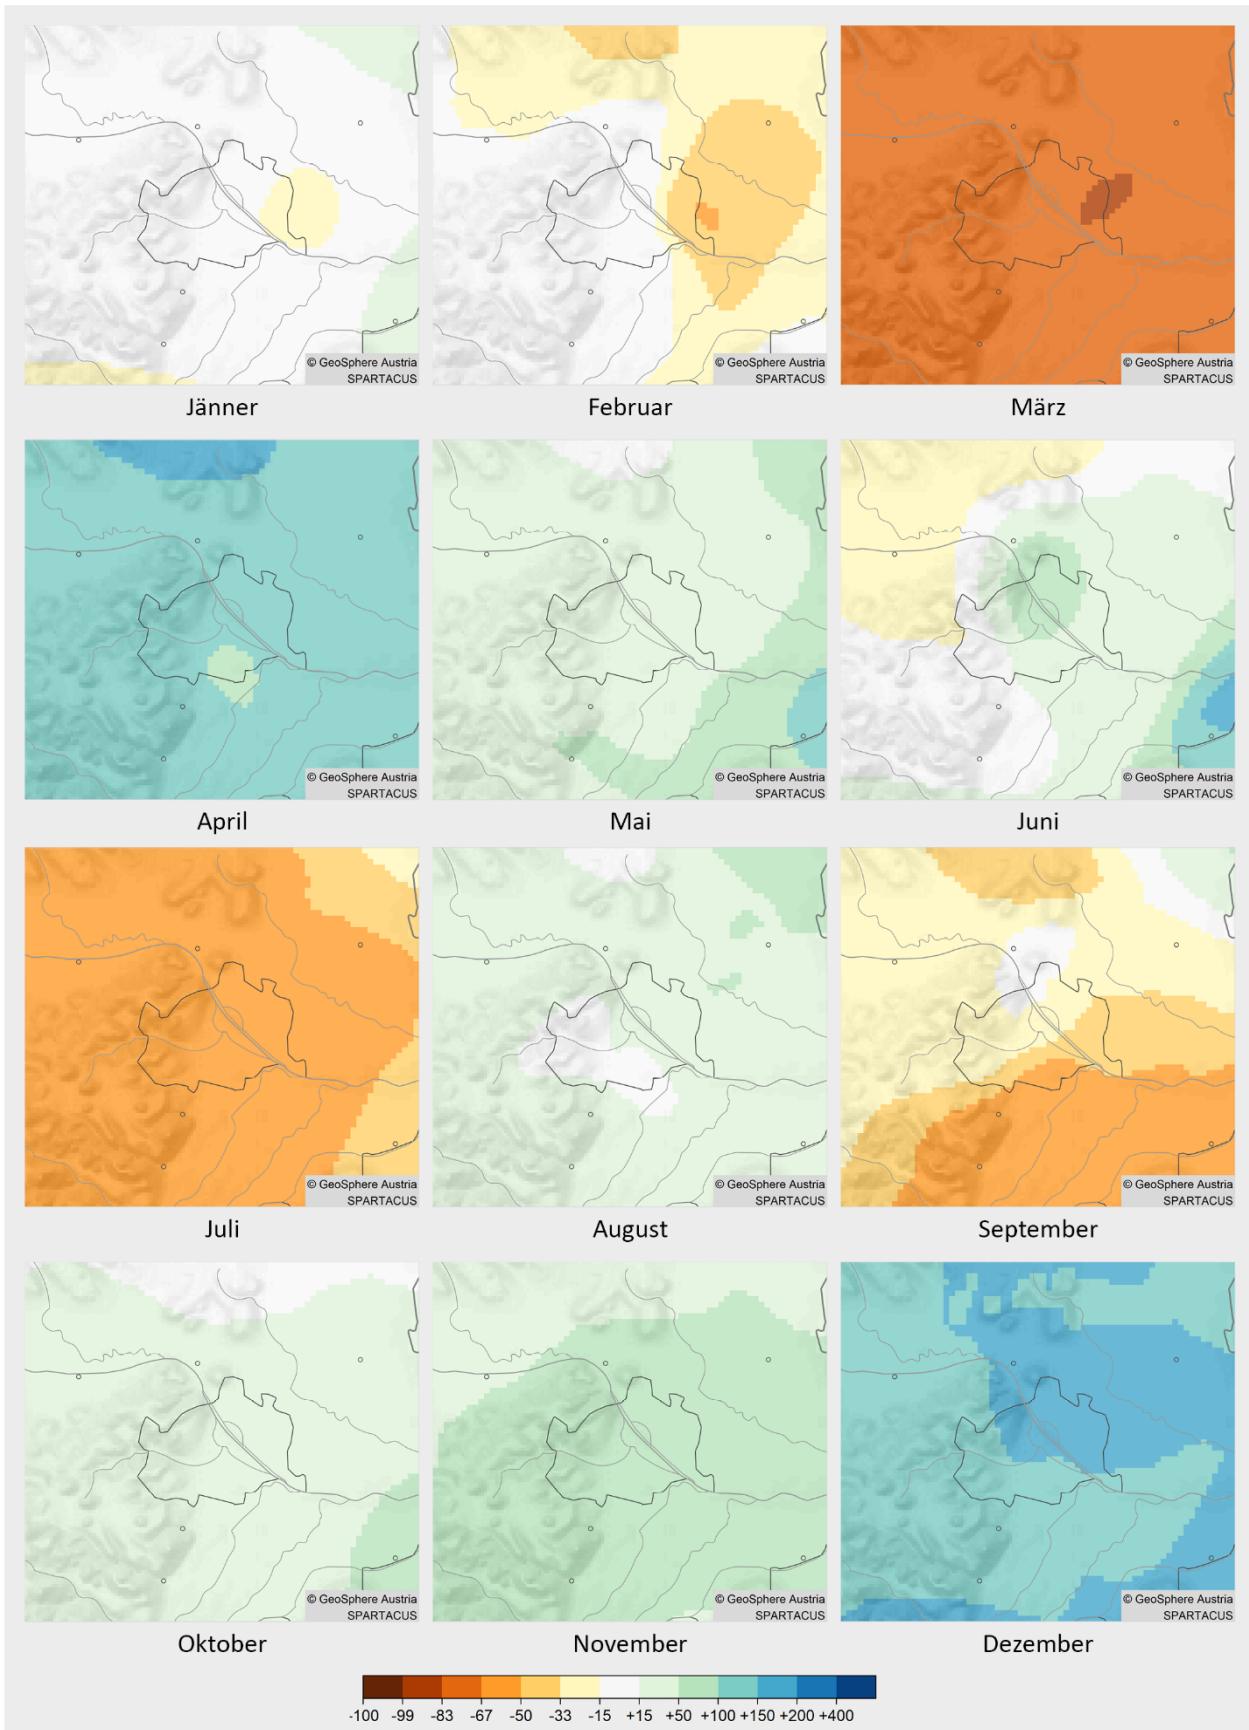 © GeoSphere Austria
SPARTACUS
© GeoSphere Austria
SPARTACUS
© GeoSphere Austria
SPARTACUS
Jänner
Februar
März
© GeoSphere Austria
SPARTACUS
© GeoSphere Austria
SPARTACUS
© GeoSphere Austria
SPARTACUS
April
Mai
Juni
© GeoSphere Austria
SPARTACUS
© GeoSphere Austria
SPARTACUS
© GeoSphere Austria
SPARTACUS
Juli
August
September
© GeoSphere Austria
SPARTACUS
© GeoSphere Austria
SPARTACUS
© GeoSphere Austria
SPARTACUS
Oktober
November
Dezember
-100 -99 -83 -67 -50 -33 -15 +15 +50 +100 +150 +200 +400